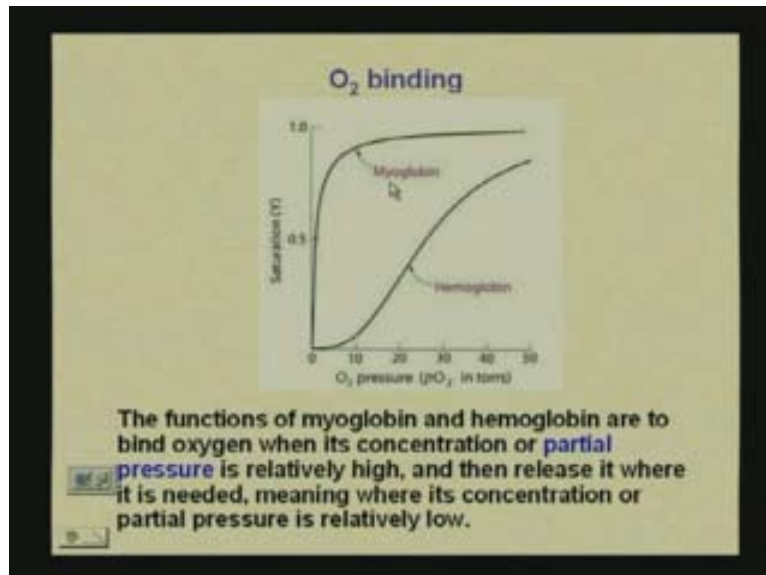 O₂ binding
1.0
Myoglobin
Saturation (Y)
0.5
Hemoglobin
0 10 20 30 40 50
O₂ pressure (pO₂ in torrs)
The functions of myoglobin and hemoglobin are to
bind oxygen when its concentration or partial
pressure is relatively high, and then release it where
it is needed, meaning where its concentration or
partial pressure is relatively low.